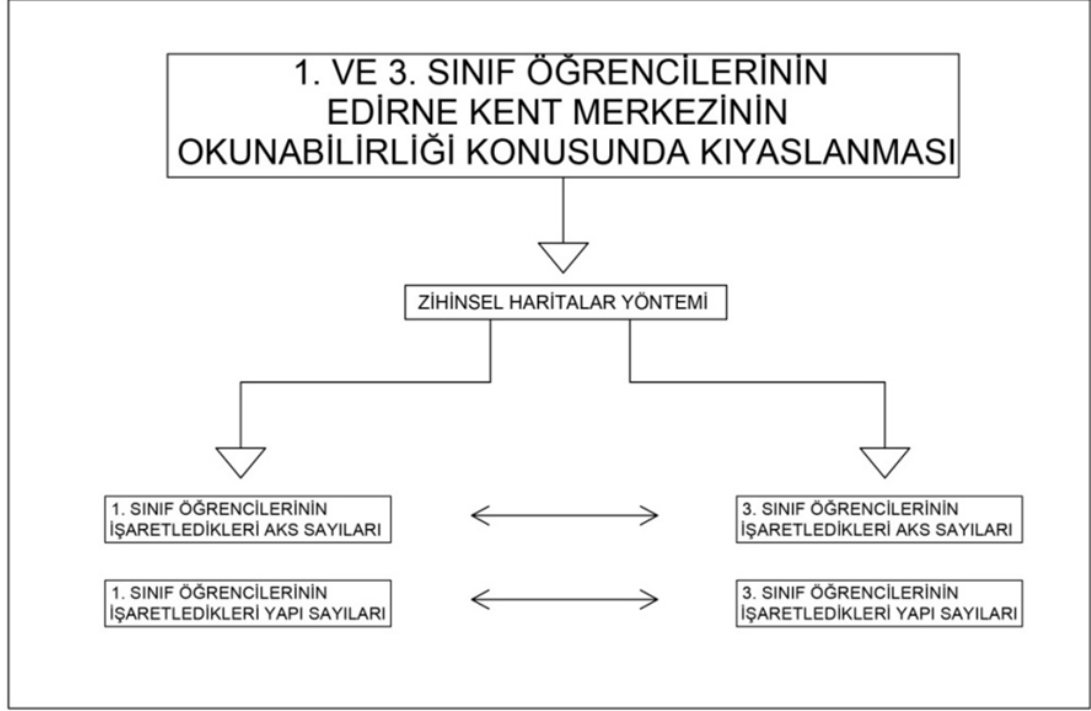 1. VE 3. SINIF ÖĞRENCİLERİNİN
EDİRNE KENT MERKEZİNİN
OKUNABİLİRLİĞİ KONUSUNDA KIYASLANMASI
ZİHİNSEL HARİTALAR YÖNTEMİ
1. SINIF ÖĞRENCİLERİNİN
İŞARETLEDİKLERİ AKS SAYILARI
3. SINIF ÖĞRENCİLERİNİN
İŞARETLEDİKLERİ AKS SAYILARI
1. SINIF ÖĞRENCİLERİNİN
İŞARETLEDİKLERİ YAPI SAYILARI
3. SINIF ÖĞRENCİLERİNİN
İŞARETLEDİKLERİ YAPI SAYILARI